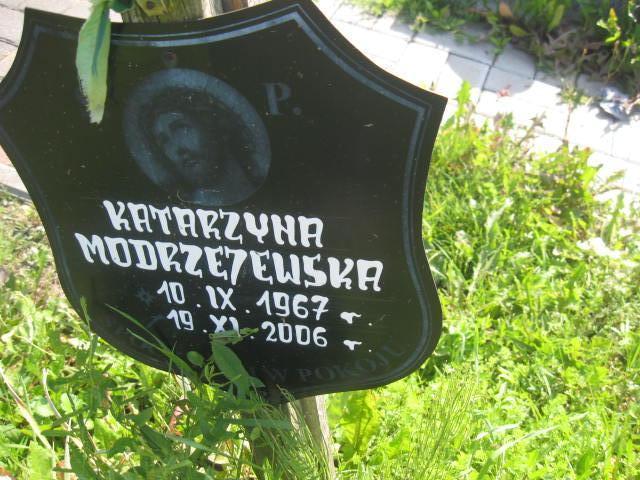 P.
KATARZYNA
MODRZEJEWSKA
* 10.IX.1967 r.
19.XI.2006 r.
W POKOJU